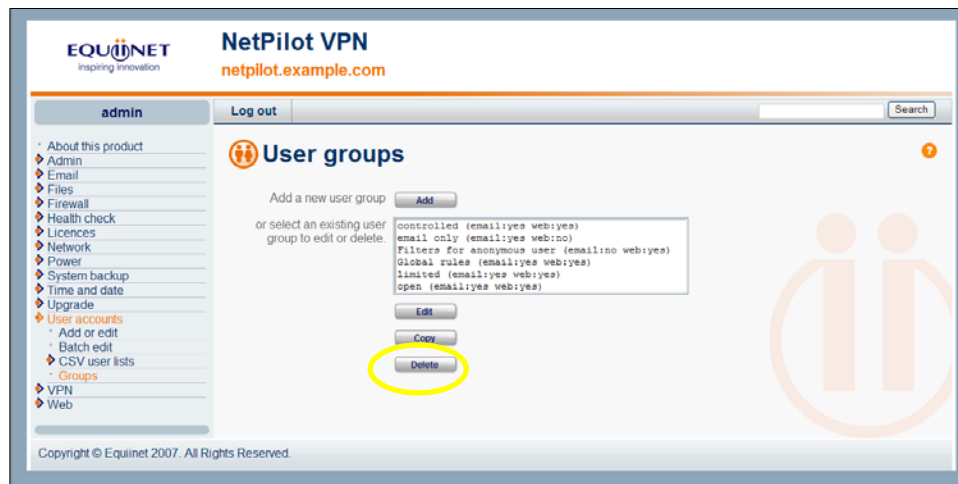 EQUiiNET
inspiring innovation
NetPilot VPN
netpilot.example.com
admin
Log out
Search
About this product
Admin
Email
Files
Firewall
Health check
Licences
Network
Power
System backup
Time and date
Upgrade
User accounts
Add or edit
Batch edit
CSV user lists
Groups
VPN
Web
User groups
?
Add a new user group
Add
or select an existing user
group to edit or delete.
controlled (email:yes web:yes)
email only (email:yes web:no)
Filters for anonymous user (email:no web:yes)
Global rules (email:yes web:yes)
limited (email:yes web:yes)
open (email:yes web:yes)
Edit
Copy
Delete
Copyright © Equiinet 2007. All Rights Reserved.